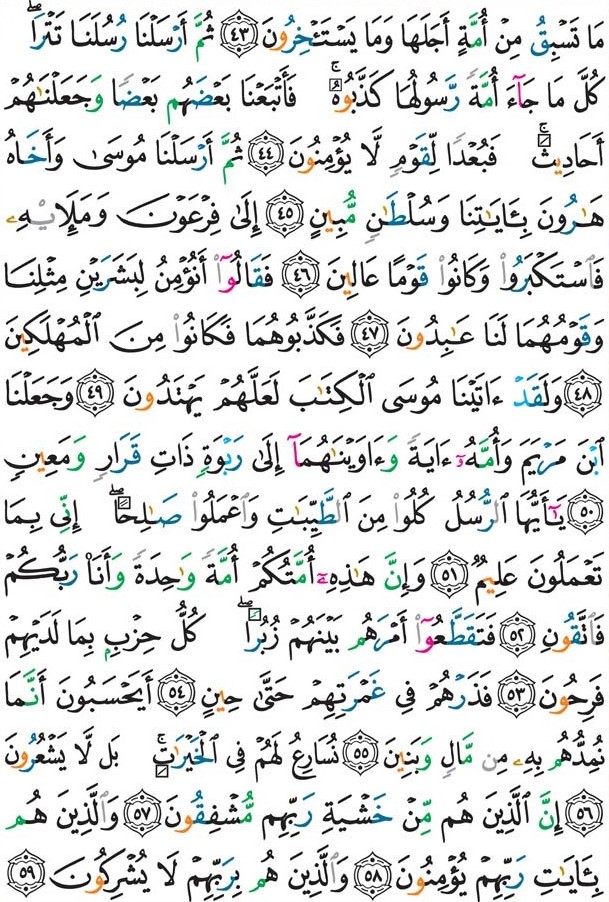 مَا تَسۡبِقُ مِنۡ أُمَّةٍ أَجَلَهَا وَمَا يَسۡتَـٔۡخِرُونَ ٤٣ ثُمَّ أَرۡسَلۡنَا رُسُلَنَا تَتۡرَاۖ
كُلَّ مَا جَآءَ أُمَّةٗ رَّسُولُهَا كَذَّبُوهُۚ فَأَتۡبَعۡنَا بَعۡضَهُم بَعۡضٗا وَجَعَلۡنَٰهُمۡ
أَحَادِيثَۚ فَبُعۡدٗا لِّقَوۡمٖ لَّا يُؤۡمِنُونَ ٤٤ ثُمَّ أَرۡسَلۡنَا مُوسَىٰ وَأَخَاهُ
هَٰرُونَ بِـَٔايَٰتِنَا وَسُلۡطَٰنٖ مُّبِينٍ ٤٥ إِلَىٰ فِرۡعَوۡنَ وَمَلَإِيْهِۦ
فَٱسۡتَكۡبَرُواْ وَكَانُواْ قَوۡمًا عَالِينَ ٤٦ فَقَالُوٓاْ أَنُؤۡمِنُ لِبَشَرَيۡنِ مِثۡلِنَا
وَقَوۡمُهُمَا لَنَا عَٰبِدُونَ ٤٧ فَكَذَّبُوهُمَا فَكَانُواْ مِنَ ٱلۡمُهۡلَكِينَ
٤٨ وَلَقَدۡ ءَاتَيۡنَا مُوسَى ٱلۡكِتَٰبَ لَعَلَّهُمۡ يَهۡتَدُونَ ٤٩ وَجَعَلۡنَا
ٱبۡنَ مَرۡيَمَ وَأُمَّهُۥٓ ءَايَةٗ وَءَاوَيۡنَٰهُمَآ إِلَىٰ رَبۡوَةٖ ذَاتِ قَرَارٖ وَمَعِينٖ
٥٠ يَٰٓأَيُّهَا ٱلرُّسُلُ كُلُواْ مِنَ ٱلطَّيِّبَٰتِ وَٱعۡمَلُواْ صَٰلِحًاۖ إِنِّي بِمَا
تَعۡمَلُونَ عَلِيمٞ ٥١ وَإِنَّ هَٰذِهِۦٓ أُمَّتُكُمۡ أُمَّةٗ وَٰحِدَةٗ وَأَنَا۠ رَبُّكُمۡ
فَٱتَّقُونِ ٥٢ فَتَقَطَّعُوٓاْ أَمۡرَهُم بَيۡنَهُمۡ زُبُرٗاۖ كُلُّ حِزۡبِۭ بِمَا لَدَيۡهِمۡ
فَرِحُونَ ٥٣ فَذَرۡهُمۡ فِي غَمۡرَتِهِمۡ حَتَّىٰ حِينٍ ٥٤ أَيَحۡسَبُونَ أَنَّمَا
نُمِدُّهُم بِهِۦ مِن مَّالٖ وَبَنِينَ ٥٥ نُسَارِعُ لَهُمۡ فِي ٱلۡخَيۡرَٰتِۚ بَل لَّا يَشۡعُرُونَ
٥٦ إِنَّ ٱلَّذِينَ هُم مِّنۡ خَشۡيَةِ رَبِّهِم مُّشۡفِقُونَ ٥٧ وَٱلَّذِينَ هُم
بِـَٔايَٰتِ رَبِّهِمۡ يُؤۡمِنُونَ ٥٨ وَٱلَّذِينَ هُم بِرَبِّهِمۡ لَا يُشۡرِكُونَ ٥٩